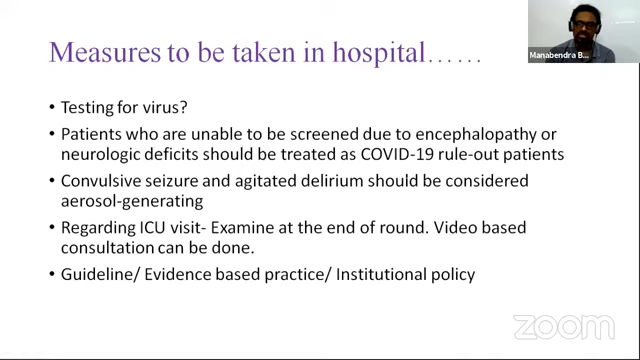 Measures to be taken in hospital……
Manabendra B...
• Testing for virus?
• Patients who are unable to be screened due to encephalopathy or
neurologic deficits should be treated as COVID-19 rule-out patients
• Convulsive seizure and agitated delirium should be considered
aerosol-generating
• Regarding ICU visit- Examine at the end of round. Video based
consultation can be done.
• Guideline/ Evidence based practice/ Institutional policy
zoom